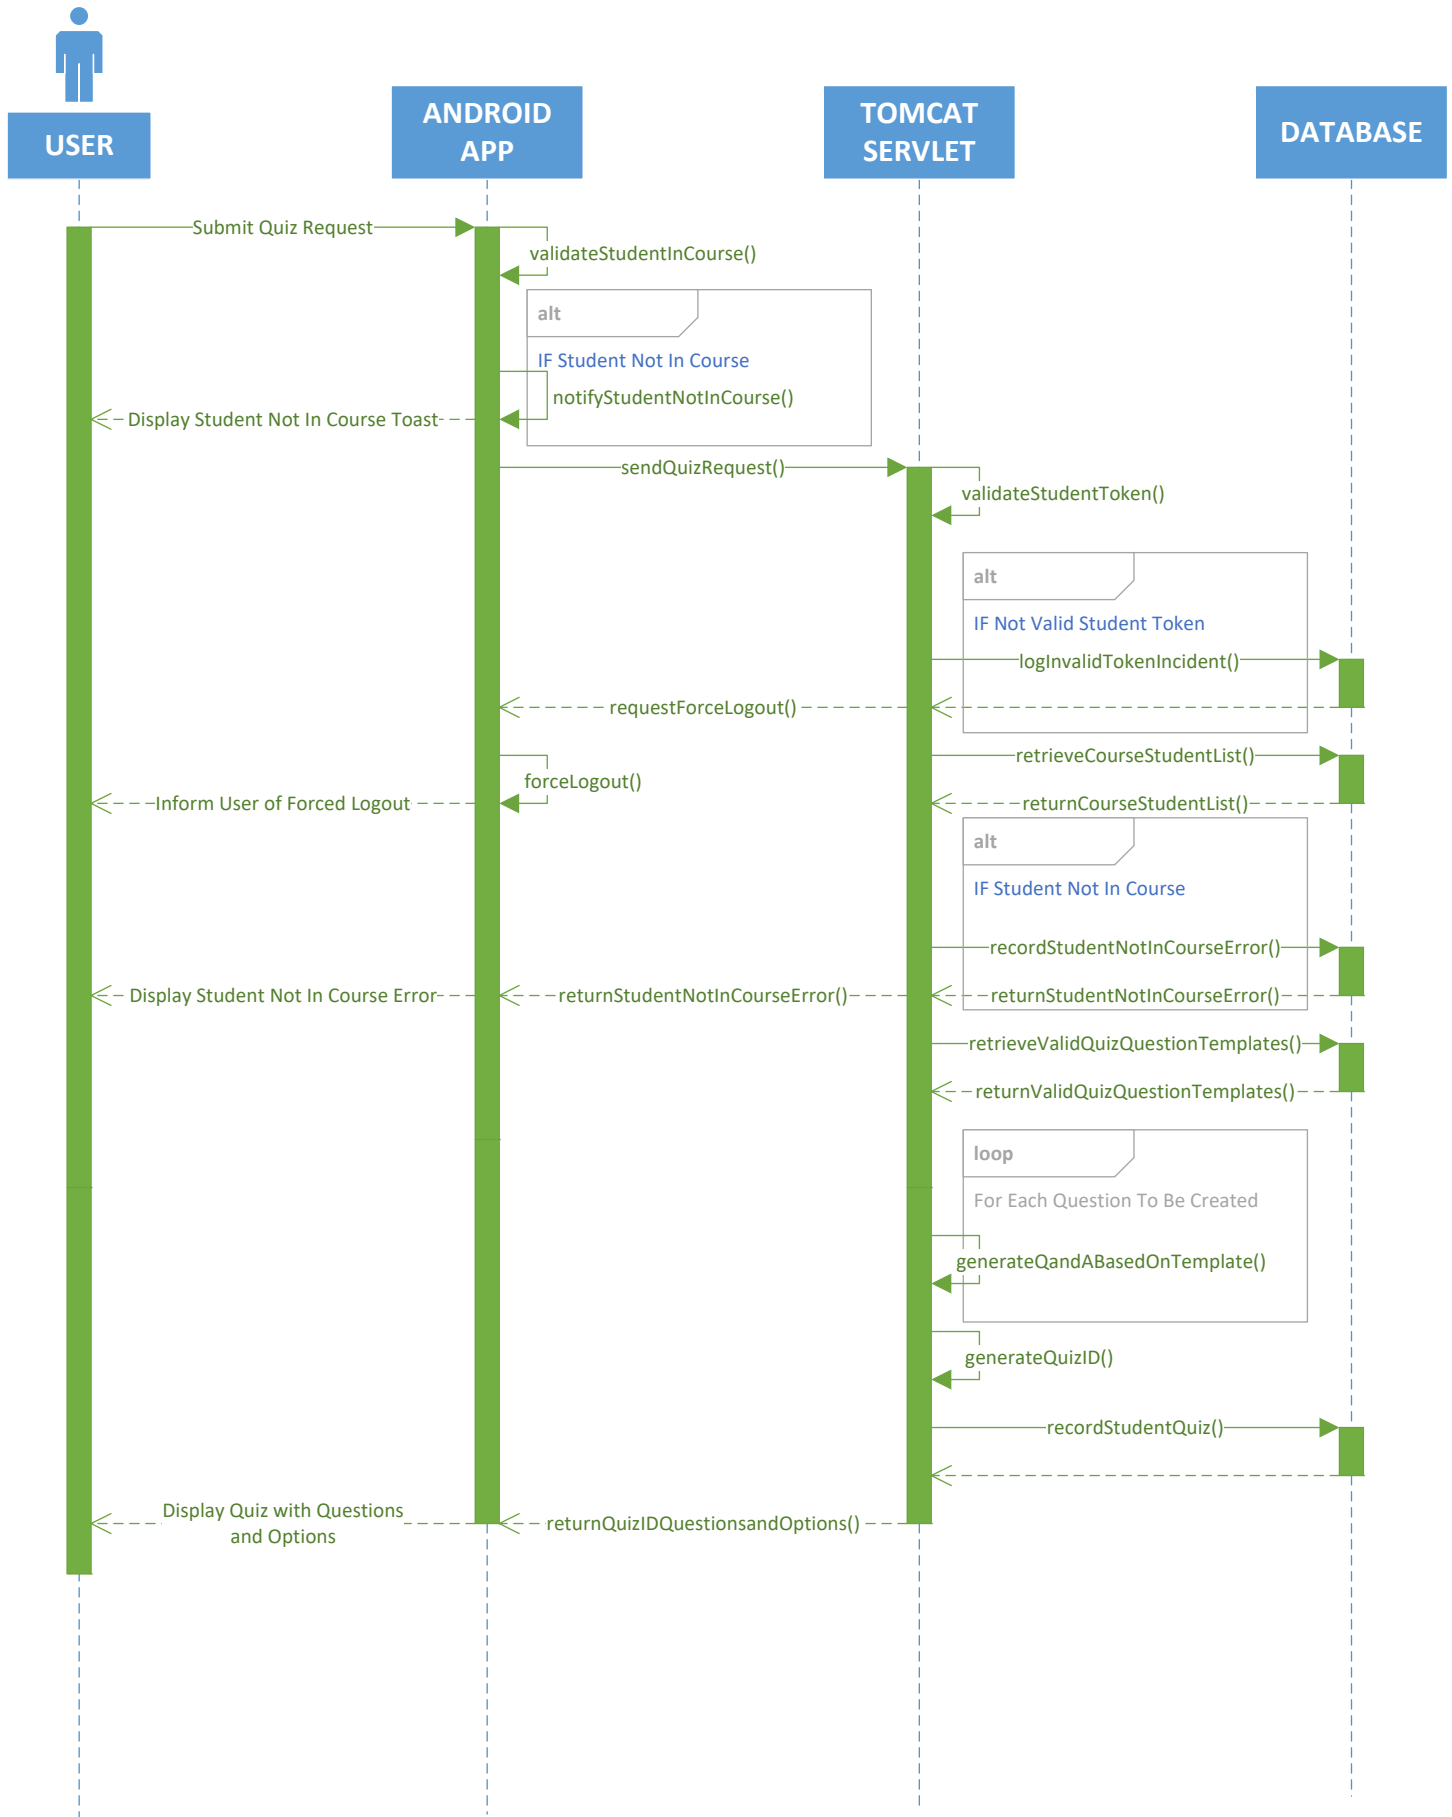 USER
ANDROID
APP
TOMCAT
SERVLET
DATABASE
Submit Quiz Request
validateStudentInCourse()
alt
IF Student Not In Course
notifyStudentNotInCourse()
Display Student Not In Course Toast
sendQuizRequest()
validateStudentToken()
alt
IF Not Valid Student Token
logInvalidTokenIncident()
requestForceLogout()
retrieveCourseStudentList()
forceLogout()
Inform User of Forced Logout
returnCourseStudentList()
alt
IF Student Not In Course
recordStudentNotInCourseError()
Display Student Not In Course Error
returnStudentNotInCourseError()
returnStudentNotInCourseError()
retrieveValidQuizQuestionTemplates()
returnValidQuizQuestionTemplates()
loop
For Each Question To Be Created
generateQandABasedOnTemplate()
generateQuizID()
recordStudentQuiz()
Display Quiz with Questions
and Options
returnQuizIDQuestionsandOptions()